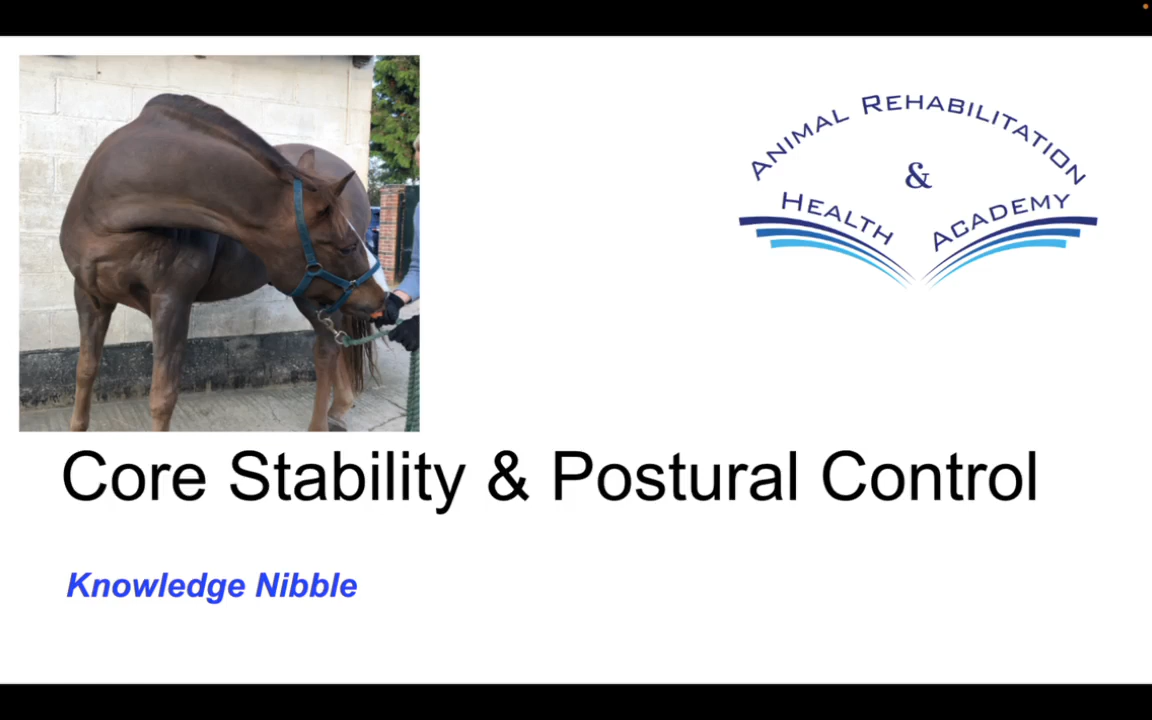 Animal Rehabilitation
&
Health Academy
Core Stability & Postural Control
Knowledge Nibble